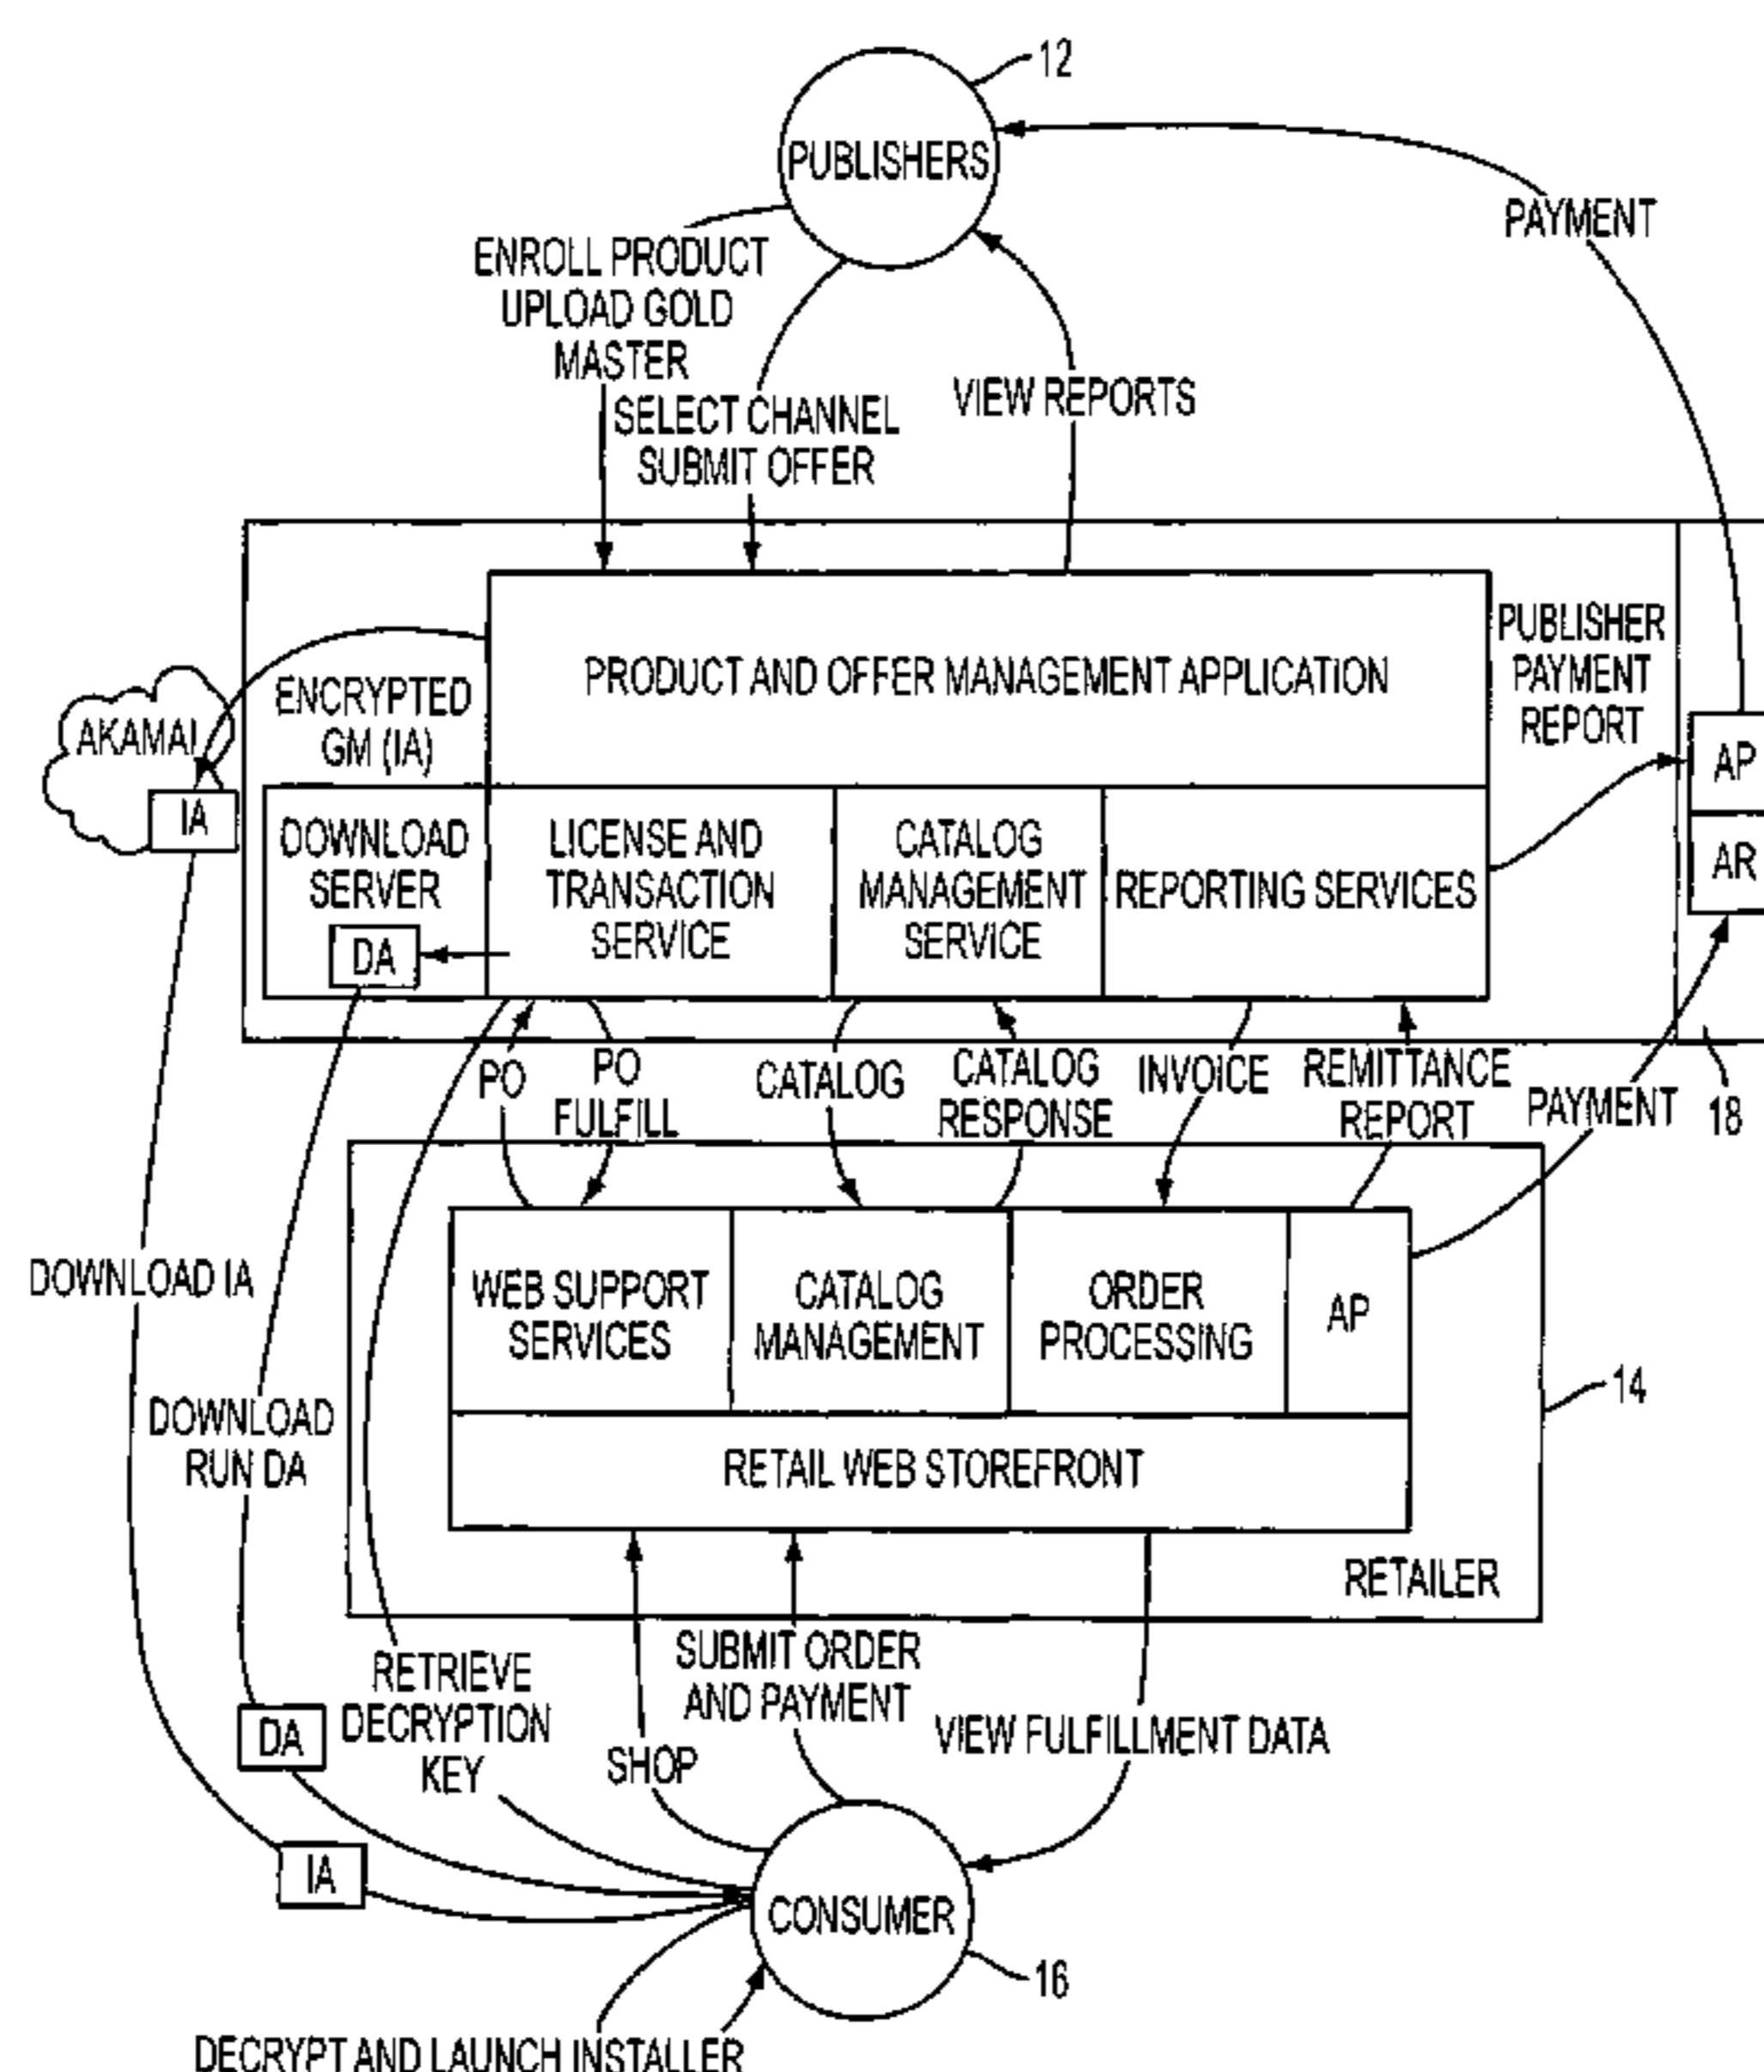 12
PUBLISHERS
PAYMENT
ENROLL PRODUCT
UPLOAD GOLD
MASTER
SELECT CHANNEL
SUBMIT OFFER
VIEW REPORTS
PUBLISHER
PAYMENT
REPORT
PRODUCT AND OFFER MANAGEMENT APPLICATION
ENCRYPTED
GM (IA)
AKAMAI
IA
AP
AR
DOWNLOAD
SERVER
DA
LICENSE AND
TRANSACTION
SERVICE
CATALOG
MANAGEMENT
SERVICE
REPORTING SERVICES
PO
PO
FULFILL
CATALOG
CATALOG
RESPONSE
INVOICE
REMITTANCE
REPORT
PAYMENT
18
DOWNLOAD IA
WEB SUPPORT
SERVICES
CATALOG
MANAGEMENT
ORDER
PROCESSING
AP
14
DOWNLOAD
RUN DA
RETAIL WEB STOREFRONT
RETAILER
RETRIEVE
DECRYPTION
KEY
SUBMIT ORDER
AND PAYMENT
DA
SHOP
VIEW FULFILLMENT DATA
IA
CONSUMER
16
DECRYPT AND LAUNCH INSTALLER